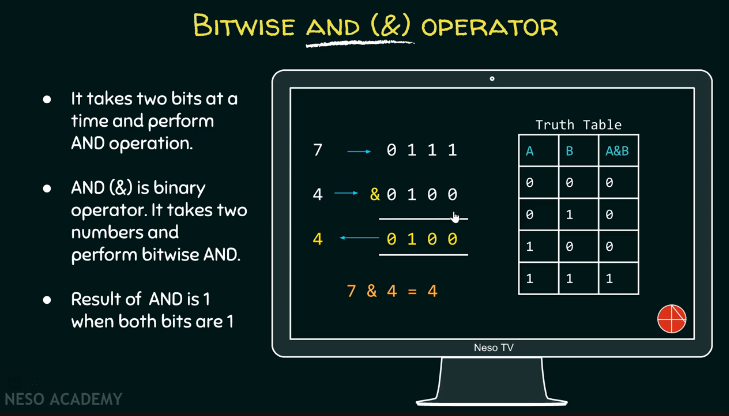 Bitwise and (&) operator
It takes two bits at a
time and perform
AND operation.
AND (&) is binary
operator. It takes two
numbers and
perform bitwise AND.
Result of AND is 1
when both bits are 1
7 → 0 1 1 1
4 → & 0 1 0 0
4 ← 0 1 0 0
7 & 4 = 4
Truth Table
A B A&B
0 0 0
0 1 0
1 0 0
1 1 1
Neso TV
NESO ACADEMY